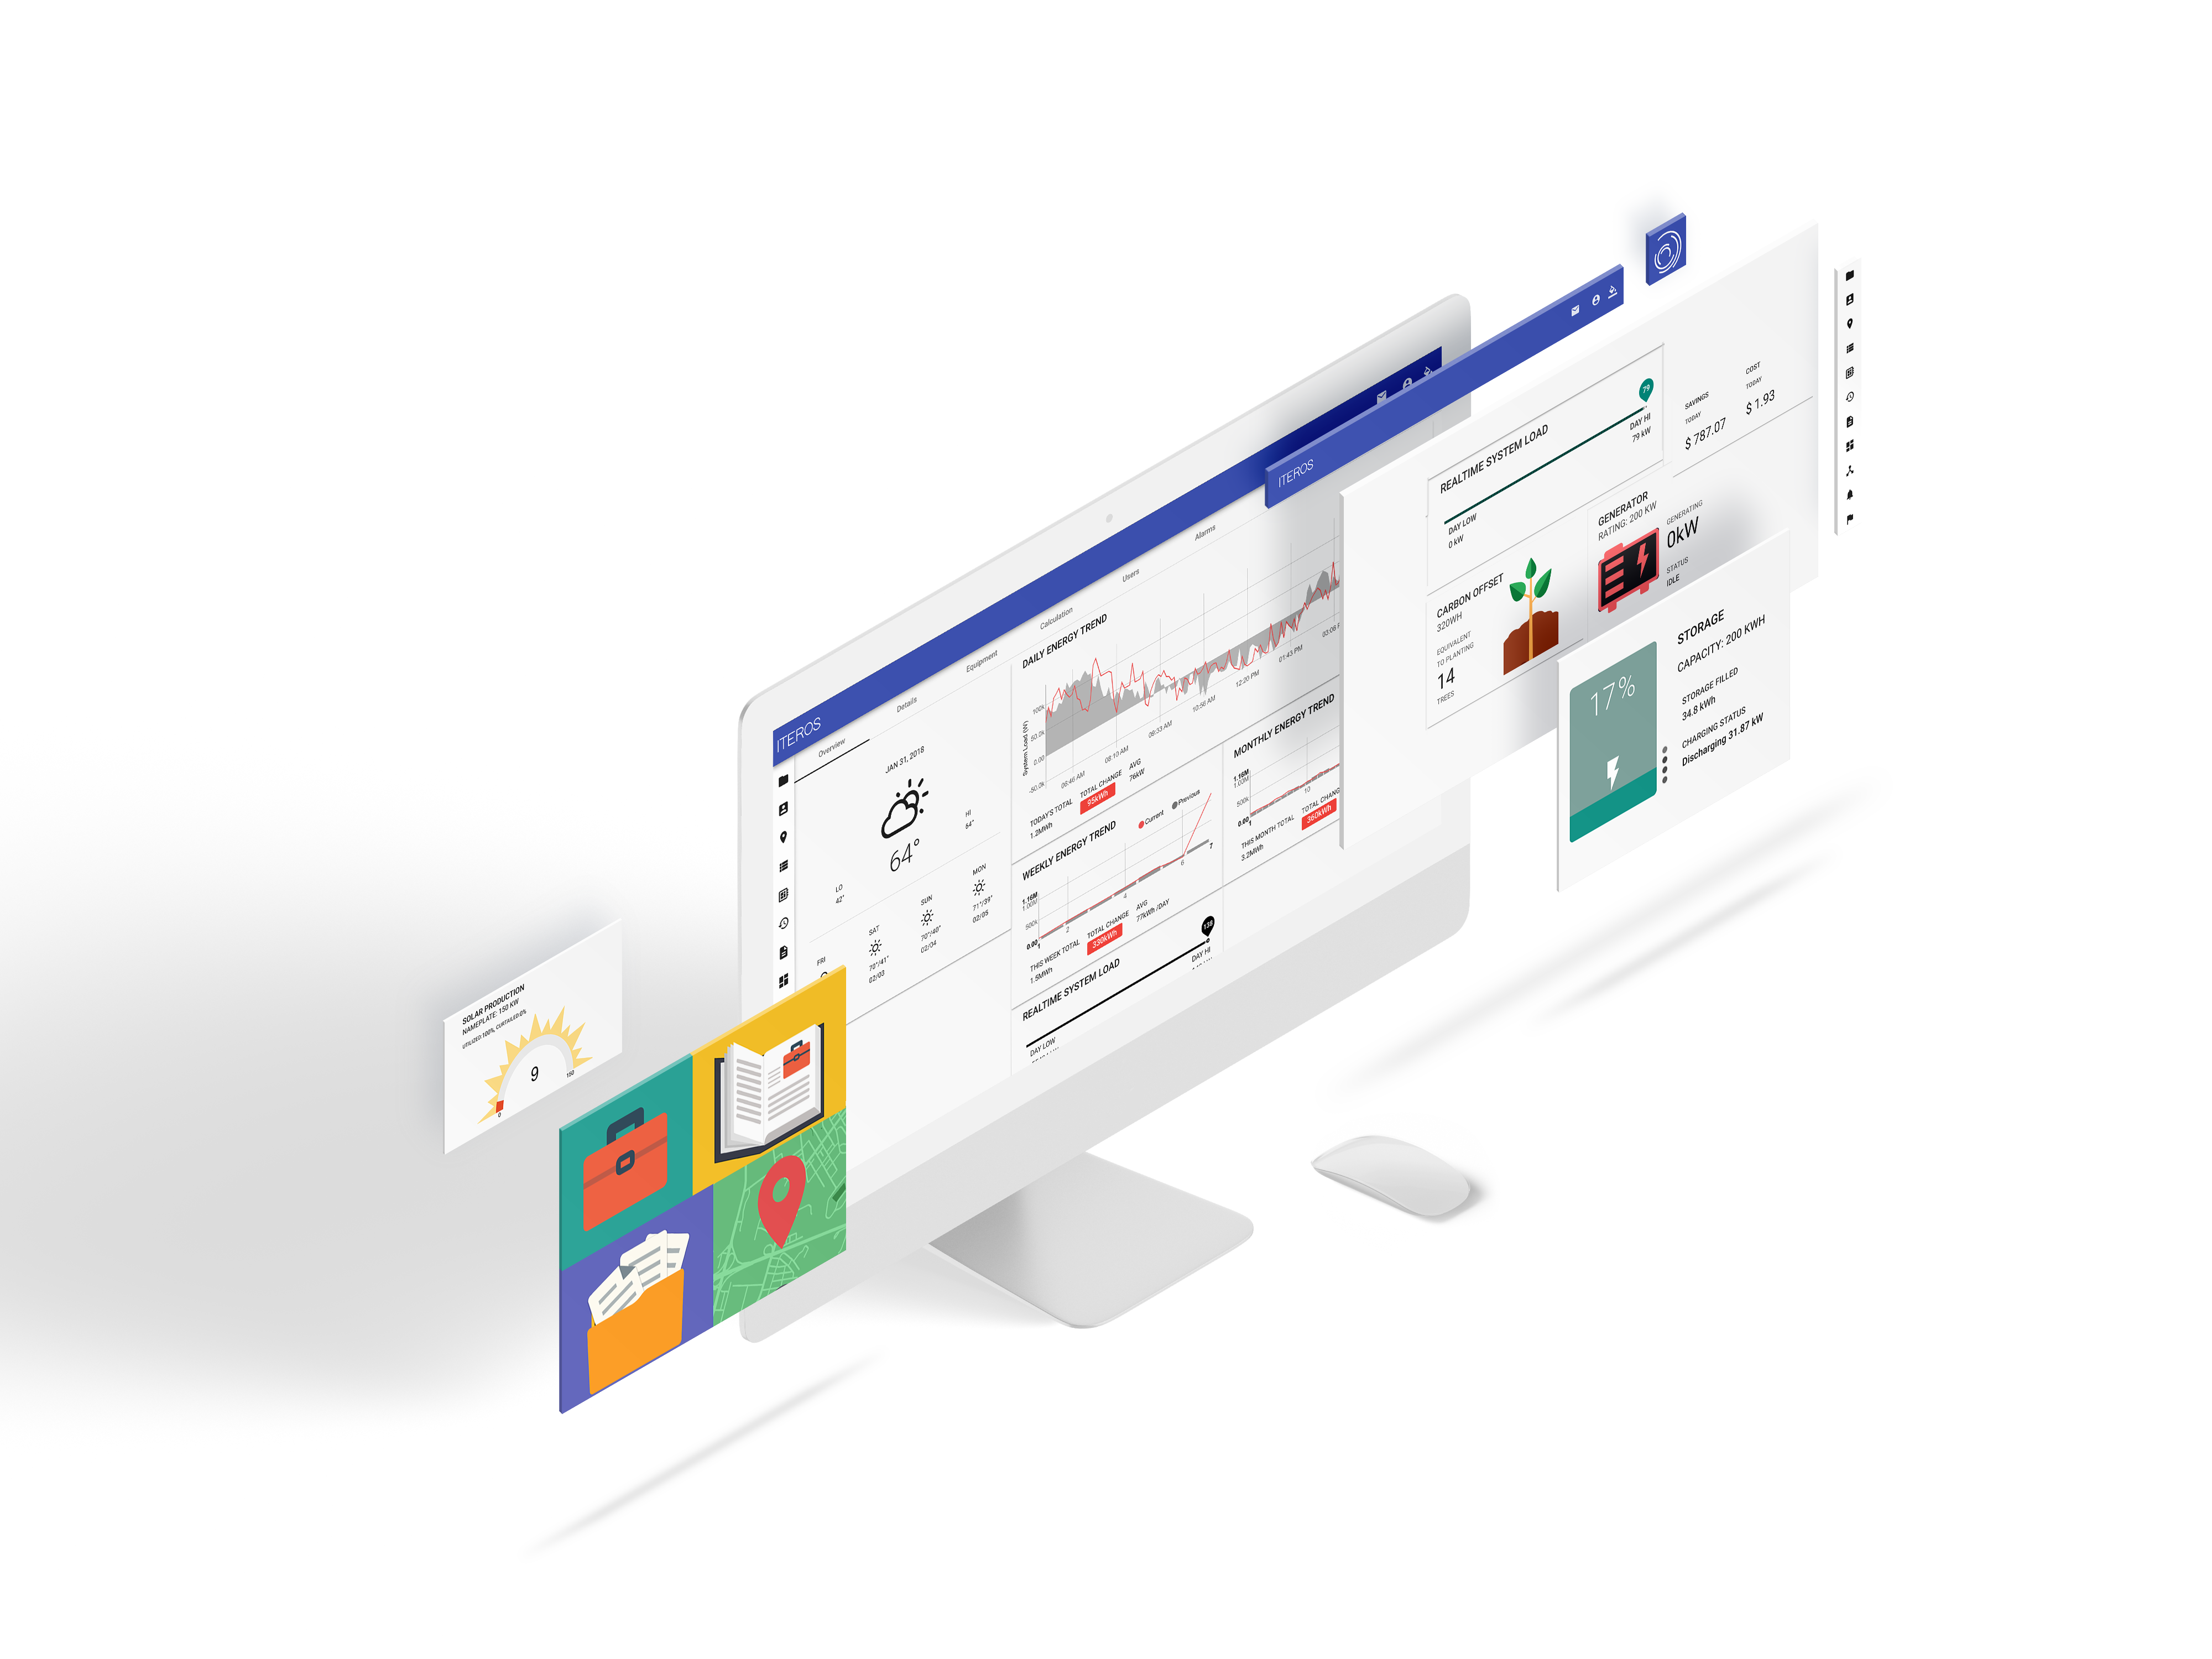 ITEROS
Overview
Details
Equipment
Calculation
Users
Alarms
JAN 31, 2018
64°
HI
64°
LO
42°
FRI
SAT
70°/41°
02/03
SUN
70°/40°
02/04
MON
71°/39°
02/05
DAILY ENERGY TREND
System Load (W)
100k
50.0k
0.00
-50.0k
06:46 AM
08:10 AM
09:33 AM
10:56 AM
12:20 PM
01:43 PM
TODAY'S TOTAL
1.2MWh
TOTAL CHANGE
95kWh
AVG
76kW
WEEKLY ENERGY TREND
Current
Previous
1.16M
1.00M
500k
0.00
1
2
4
6
7
THIS WEEK TOTAL
1.5MWh
TOTAL CHANGE
330kWh
AVG
77kWh /DAY
MONTHLY ENERGY TREND
1.16M
1.00M
500k
0.00
1
10
THIS MONTH TOTAL
3.2MWh
TOTAL CHANG
360kWh
REALTIME SYSTEM LOAD
DAY LOW
DAY HI
138
ITEROS
REALTIME SYSTEM LOAD
79
DAY LOW
0 kW
DAY HI
79 kW
SAVINGS
TODAY
$ 787.07
COST
TODAY
$ 1.93
CARBON OFFSET
320WH
EQUIVALENT
TO PLANTING
14
TREES
GENERATOR
RATING: 200 KW
GENERATING
0kW
STATUS
IDLE
17%
STORAGE
CAPACITY: 200 KWH
STORAGE FILLED
34.8 kWh
CHARGING STATUS
Discharging 31.87 kW
SOLAR PRODUCTION
NAMEPLATE: 150 KW
UTILIZED:100%, CURTAILED:0%
9
0
150